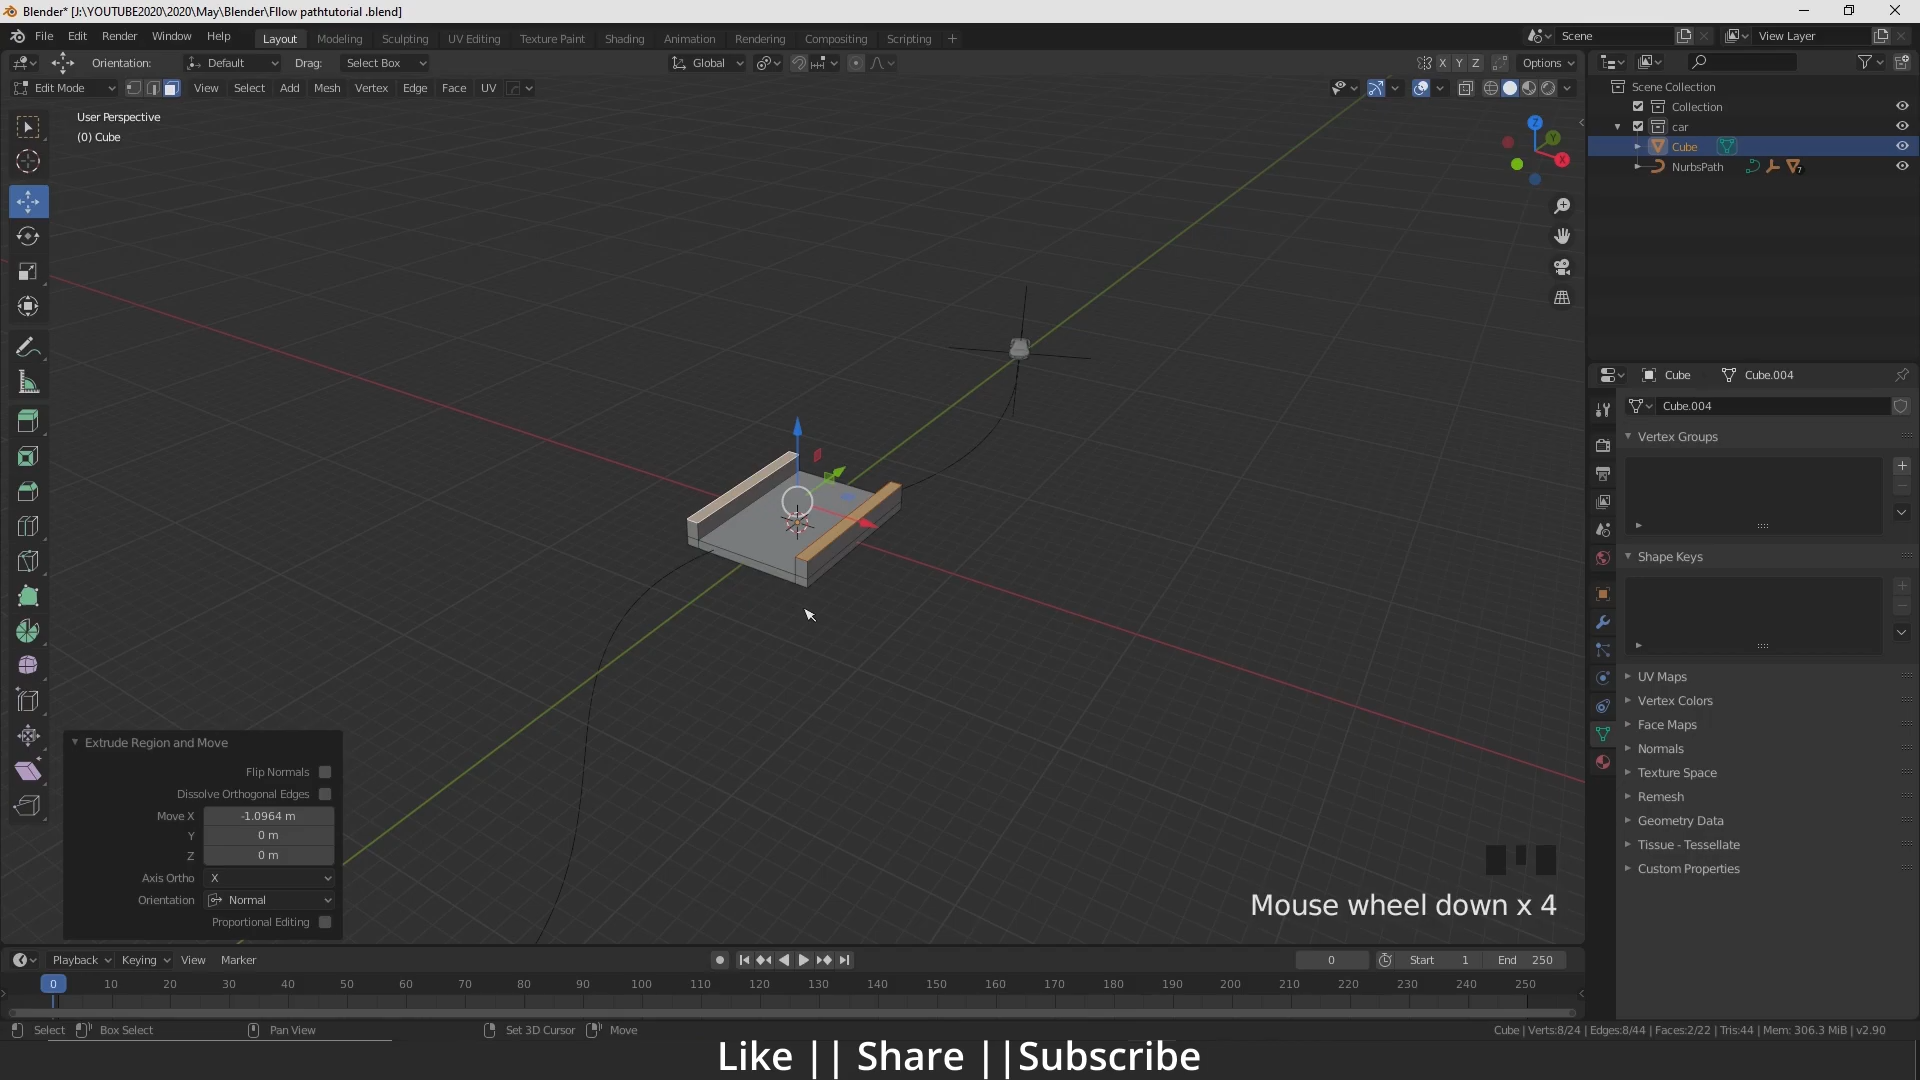 Blender* [J:\YOUTUBE2020\2020\May\Blender\Fllow pathtutorial .blend]
File Edit Render Window Help Layout Modeling Sculpting UV Editing Texture Paint Shading Animation Rendering Compositing Scripting + Scene View Layer
Orientation: Default Drag: Select Box Global X Y Z Options
Edit Mode View Select Add Mesh Vertex Edge Face UV
User Perspective
(0) Cube
Z Y X
Scene Collection
Collection
car
Cube
NurbsPath 7
Cube Cube.004
Cube.004
Vertex Groups
Shape Keys
UV Maps
Vertex Colors
Face Maps
Normals
Texture Space
Remesh
Geometry Data
Tissue - Tessellate
Custom Properties
Extrude Region and Move
Flip Normals
Dissolve Orthogonal Edges
Move X -1.0964 m
Y 0 m
Z 0 m
Axis Ortho X
Orientation Normal
Proportional Editing
Mouse wheel down x 4
Playback Keying View Marker 0 Start 1 End 250
0 10 20 30 40 50 60 70 80 90 100 110 120 130 140 150 160 170 180 190 200 210 220 230 240 250
Select Box Select Pan View Set 3D Cursor Move Cube | Verts:8/24 | Edges:8/44 | Faces:2/22 | Tris:44 | Mem: 306.3 MiB | v2.90
Like || Share ||Subscribe